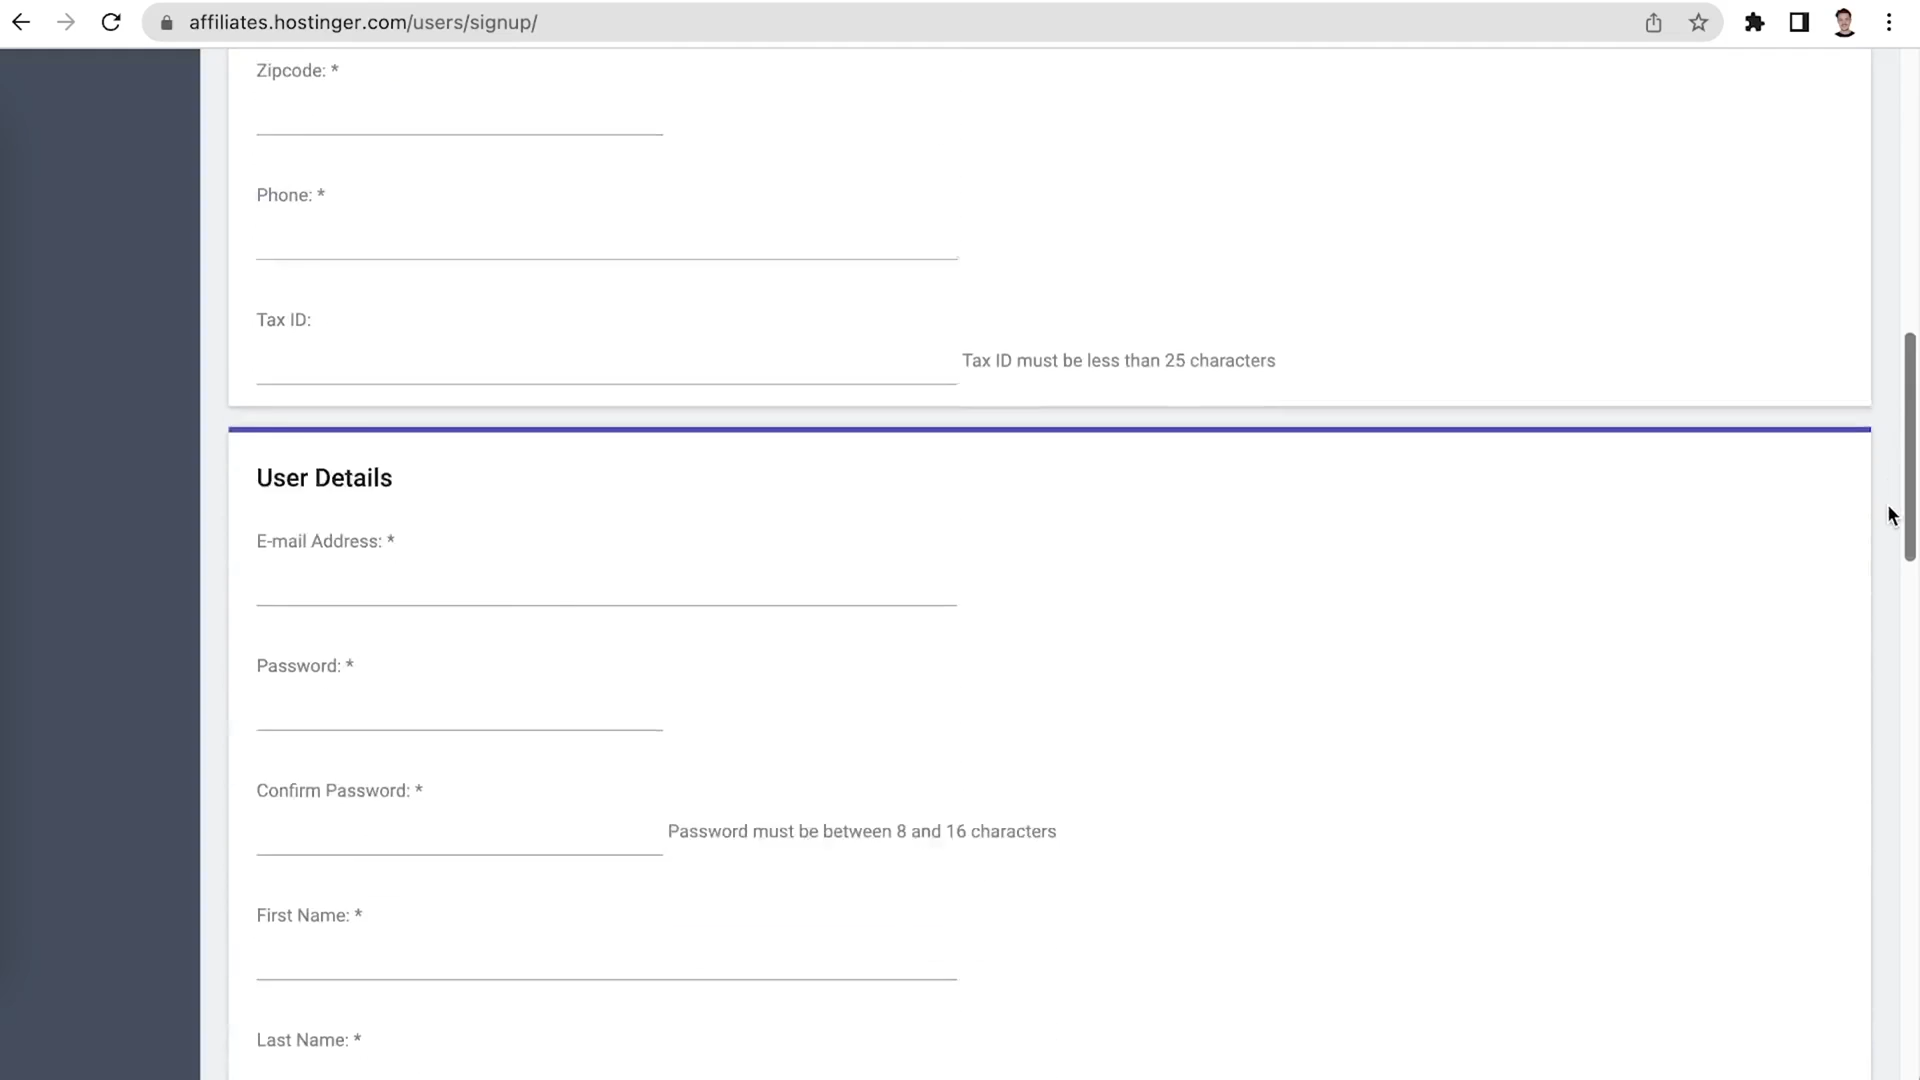 affiliates.hostinger.com/users/signup/
Zipcode: *
Phone: *
Tax ID:
Tax ID must be less than 25 characters
User Details
E-mail Address: *
Password: *
Confirm Password: *
Password must be between 8 and 16 characters
First Name: *
Last Name: *